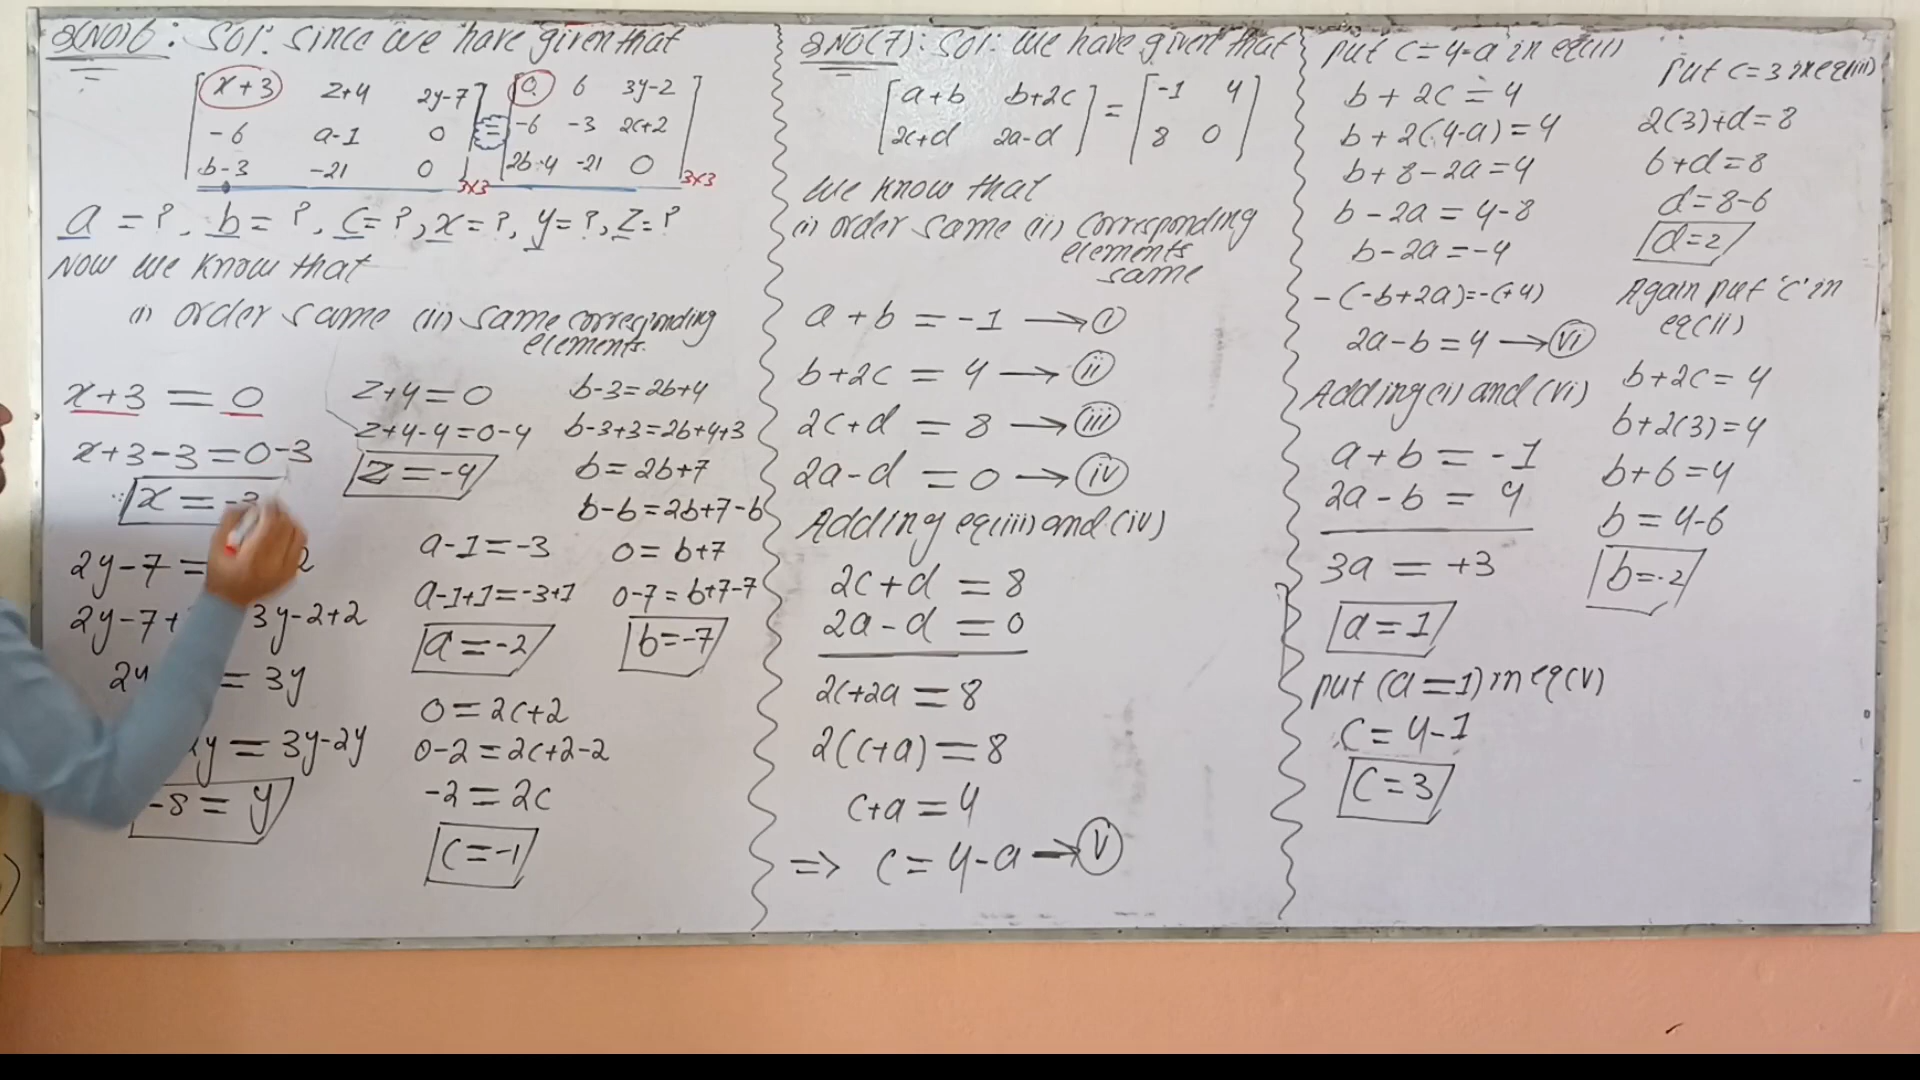 Q(NO)6: Sol: Since we have given that
[x+3 z+4 2y-7] = [0 6 3y-2]
[-6 a-1 0] [-6 -3 2c+2]
[b-3 -21 0]3×3 [2b+4 -21 0]3×3
a = ?, b = ?, c = ?, x = ?, y = ?, z = ?
Now we know that
(i) order same (ii) same corresponding
elements.
x+3 = 0
x+3-3 = 0-3
x = -3
2y-7 =
2y-7+ 3y-2+2
2y = 3y
y = 3y-2y
= y
z+4 = 0
z+4-4 = 0-4
z = -4
a-1 = -3
a-1+1 = -3+1
a = -2
0 = 2c+2
0-2 = 2c+2-2
-2 = 2c
c = -1
b-3 = 2b+4
b-3+3 = 2b+4+3
b = 2b+7
b-b = 2b+7-b
0 = b+7
0-7 = b+7-7
b = -7
Q NO(7): Sol: We have given that
[a+b b+2c] = [-1 4]
[2c+d 2a-d] [8 0]
We know that
(i) order same (ii) corresponding
elements
same
a + b = -1 → (i)
b+2c = 4 → (ii)
2c+d = 8 → (iii)
2a-d = 0 → (iv)
Adding eq(iii) and (iv)
2c+d = 8
2a-d = 0
2c+2a = 8
2(c+a) = 8
c+a = 4
=> c = 4-a → (v)
put c = 4-a in eq(ii)
b + 2c = 4
b + 2(4-a) = 4
b+8-2a = 4
b-2a = 4-8
b-2a = -4
-(-b+2a) = -(+4)
2a-b = 4 → (vi)
Adding (i) and (vi)
a+b = -1
2a-b = 4
3a = +3
a = 1
put (a=1) in eq(v)
c = 4-1
c = 3
put c = 3 in eq(iii)
2(3)+d = 8
6+d = 8
d = 8-6
d = 2
Again put 'c' in
eq(ii)
b+2c = 4
b+2(3) = 4
b+6 = 4
b = 4-6
b = -2